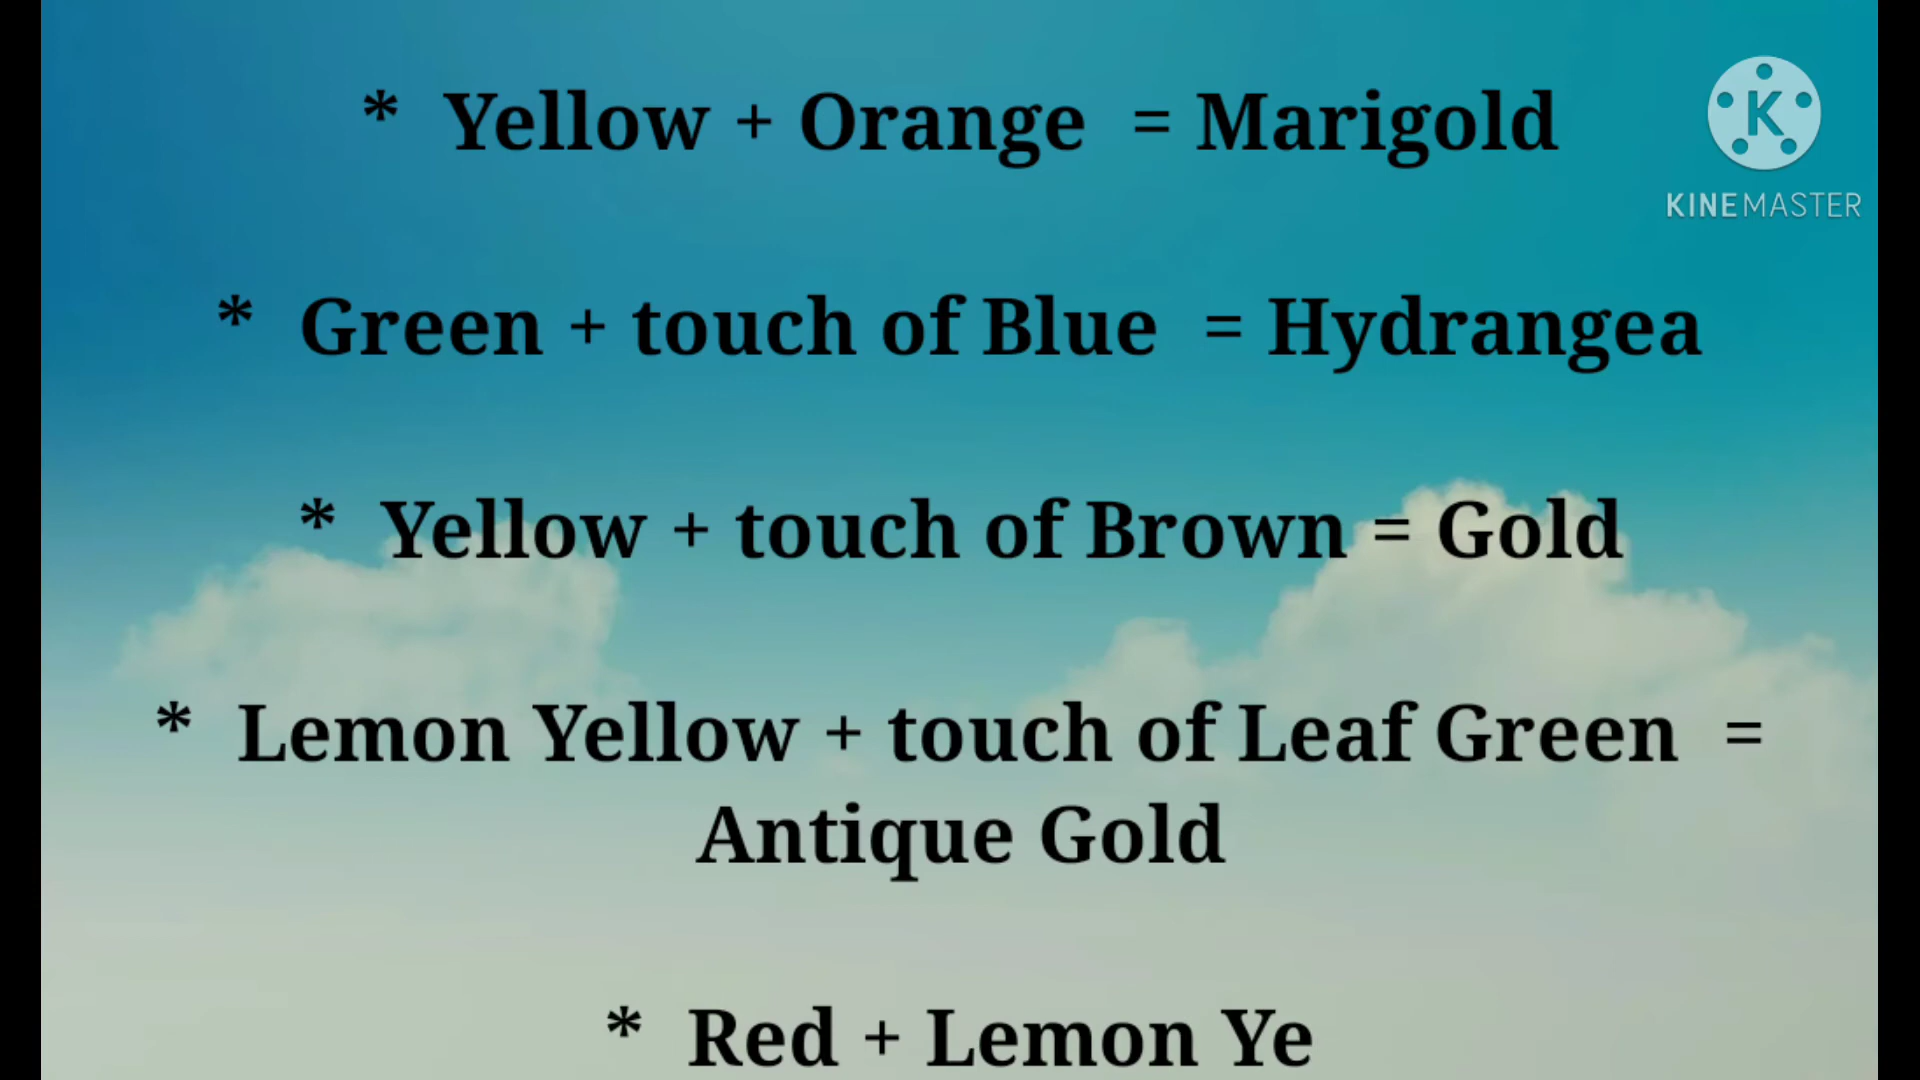 * Yellow + Orange = Marigold
KINEMASTER
* Green + touch of Blue = Hydrangea
* Yellow + touch of Brown = Gold
* Lemon Yellow + touch of Leaf Green =
Antique Gold
* Red + Lemon Ye